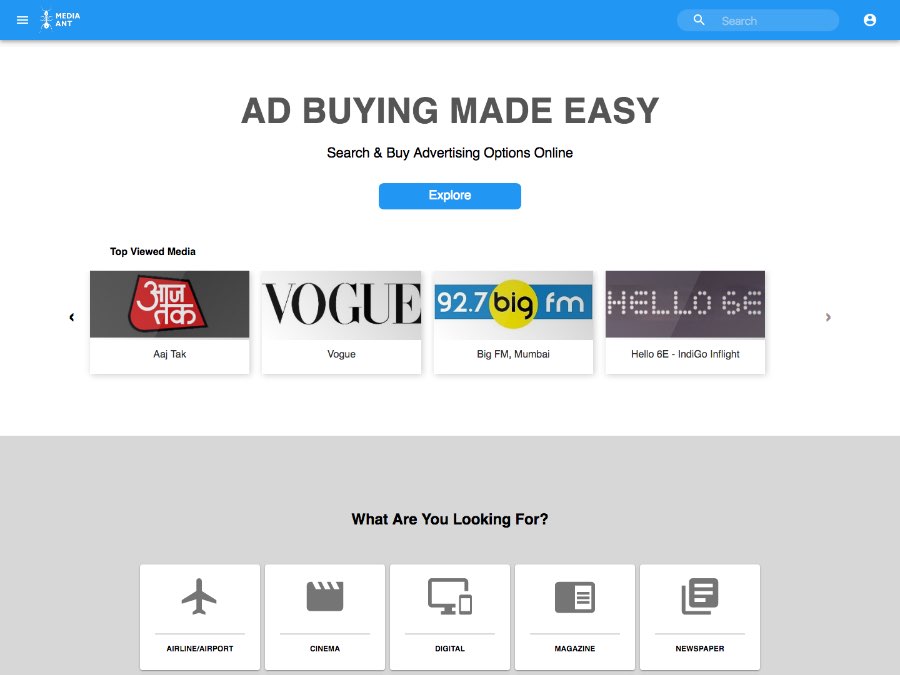 MEDIA
ANT
Search
AD BUYING MADE EASY
Search & Buy Advertising Options Online
Explore
Top Viewed Media
आज
तक
VOGUE
92.7 big fm
HELLO 6E
Aaj Tak
Vogue
Big FM, Mumbai
Hello 6E - IndiGo Inflight
What Are You Looking For?
AIRLINE/AIRPORT
CINEMA
DIGITAL
MAGAZINE
NEWSPAPER